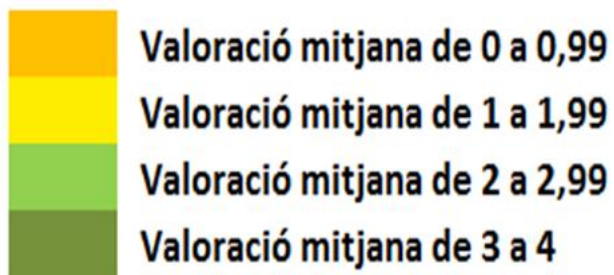 Valoració mitjana de 0 a 0,99
Valoració mitjana de 1 a 1,99
Valoració mitjana de 2 a 2,99
Valoració mitjana de 3 a 4